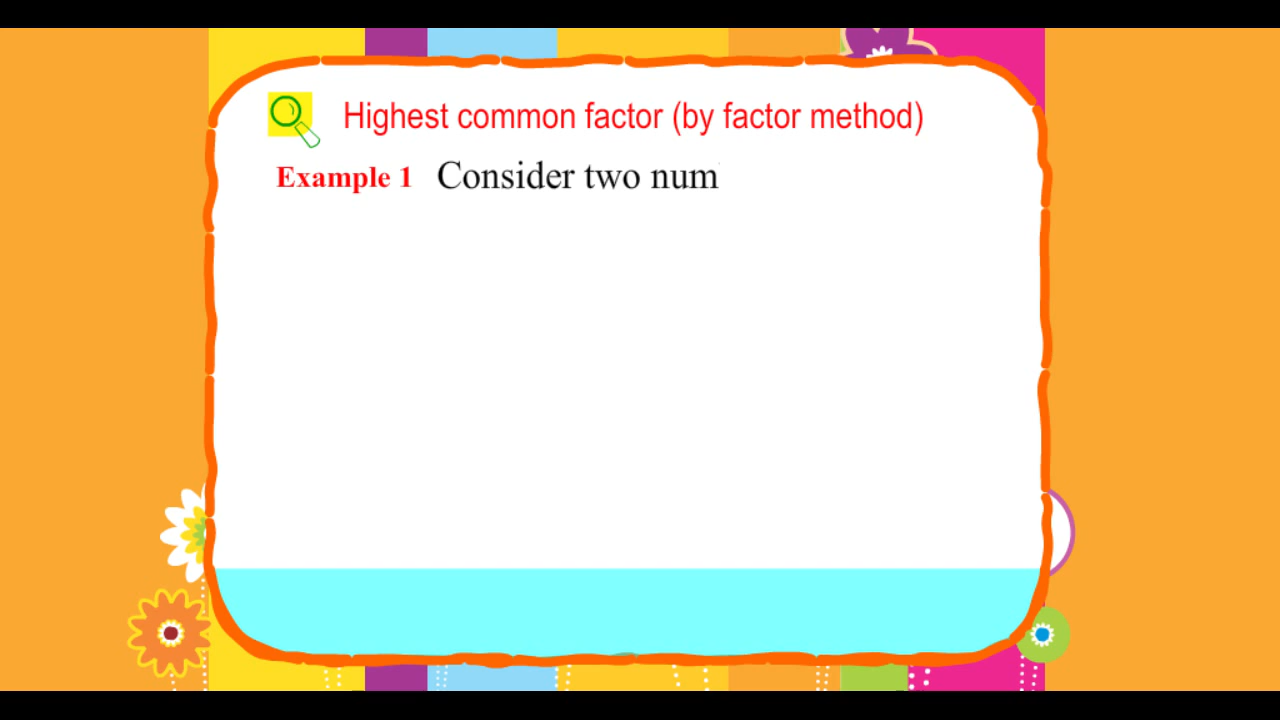 Highest common factor (by factor method)
Example 1 Consider two num